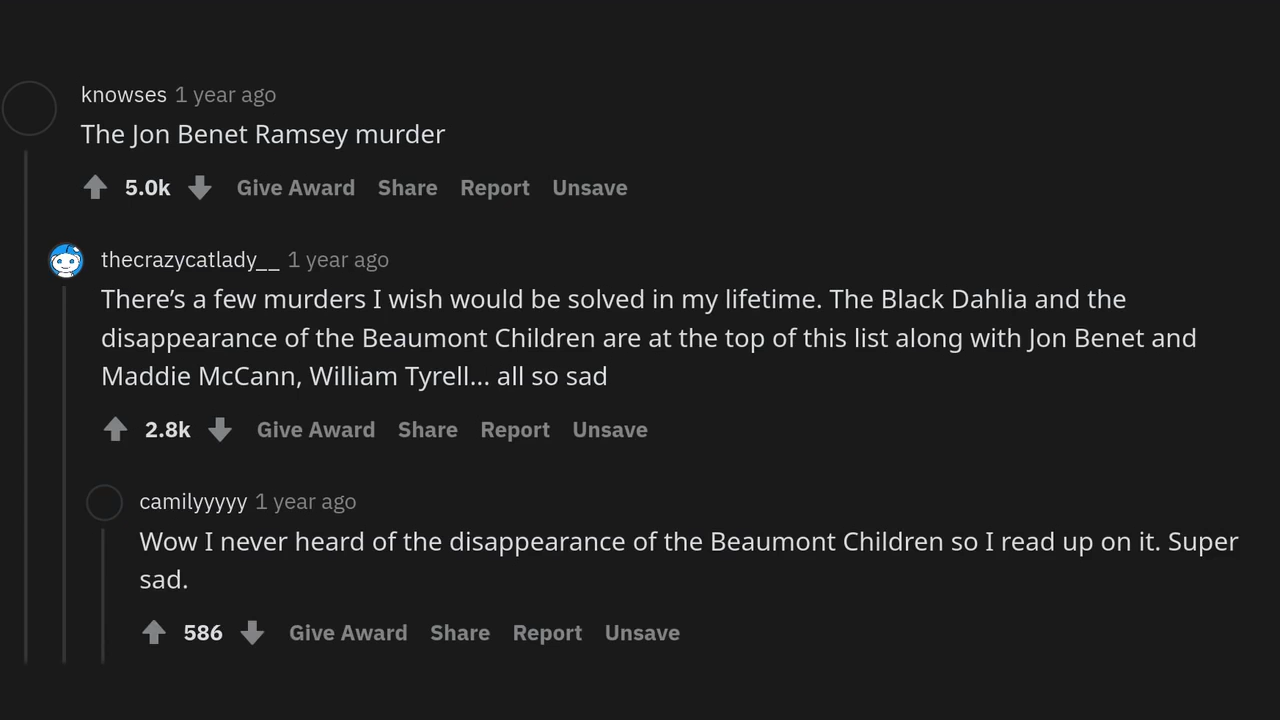 knowses 1 year ago
The Jon Benet Ramsey murder
5.0k Give Award Share Report Unsave
thecrazycatlady__ 1 year ago
There’s a few murders I wish would be solved in my lifetime. The Black Dahlia and the
disappearance of the Beaumont Children are at the top of this list along with Jon Benet and
Maddie McCann, William Tyrell... all so sad
2.8k Give Award Share Report Unsave
camilyyyyy 1 year ago
Wow I never heard of the disappearance of the Beaumont Children so I read up on it. Super
sad.
586 Give Award Share Report Unsave